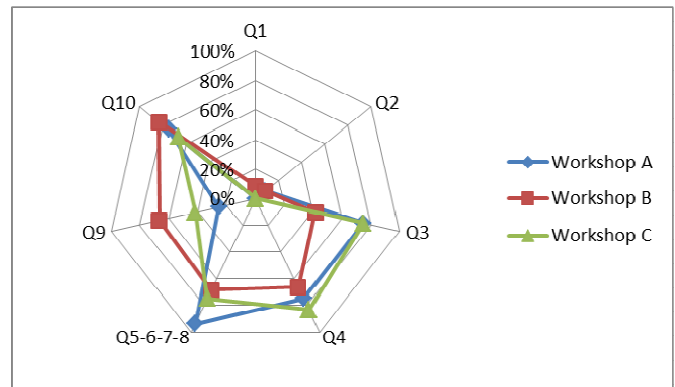 Q1
100%
80%
60%
40%
20%
0%
Q2
Q3
Q4
Q5-6-7-8
Q9
Q10
Workshop A
Workshop B
Workshop C